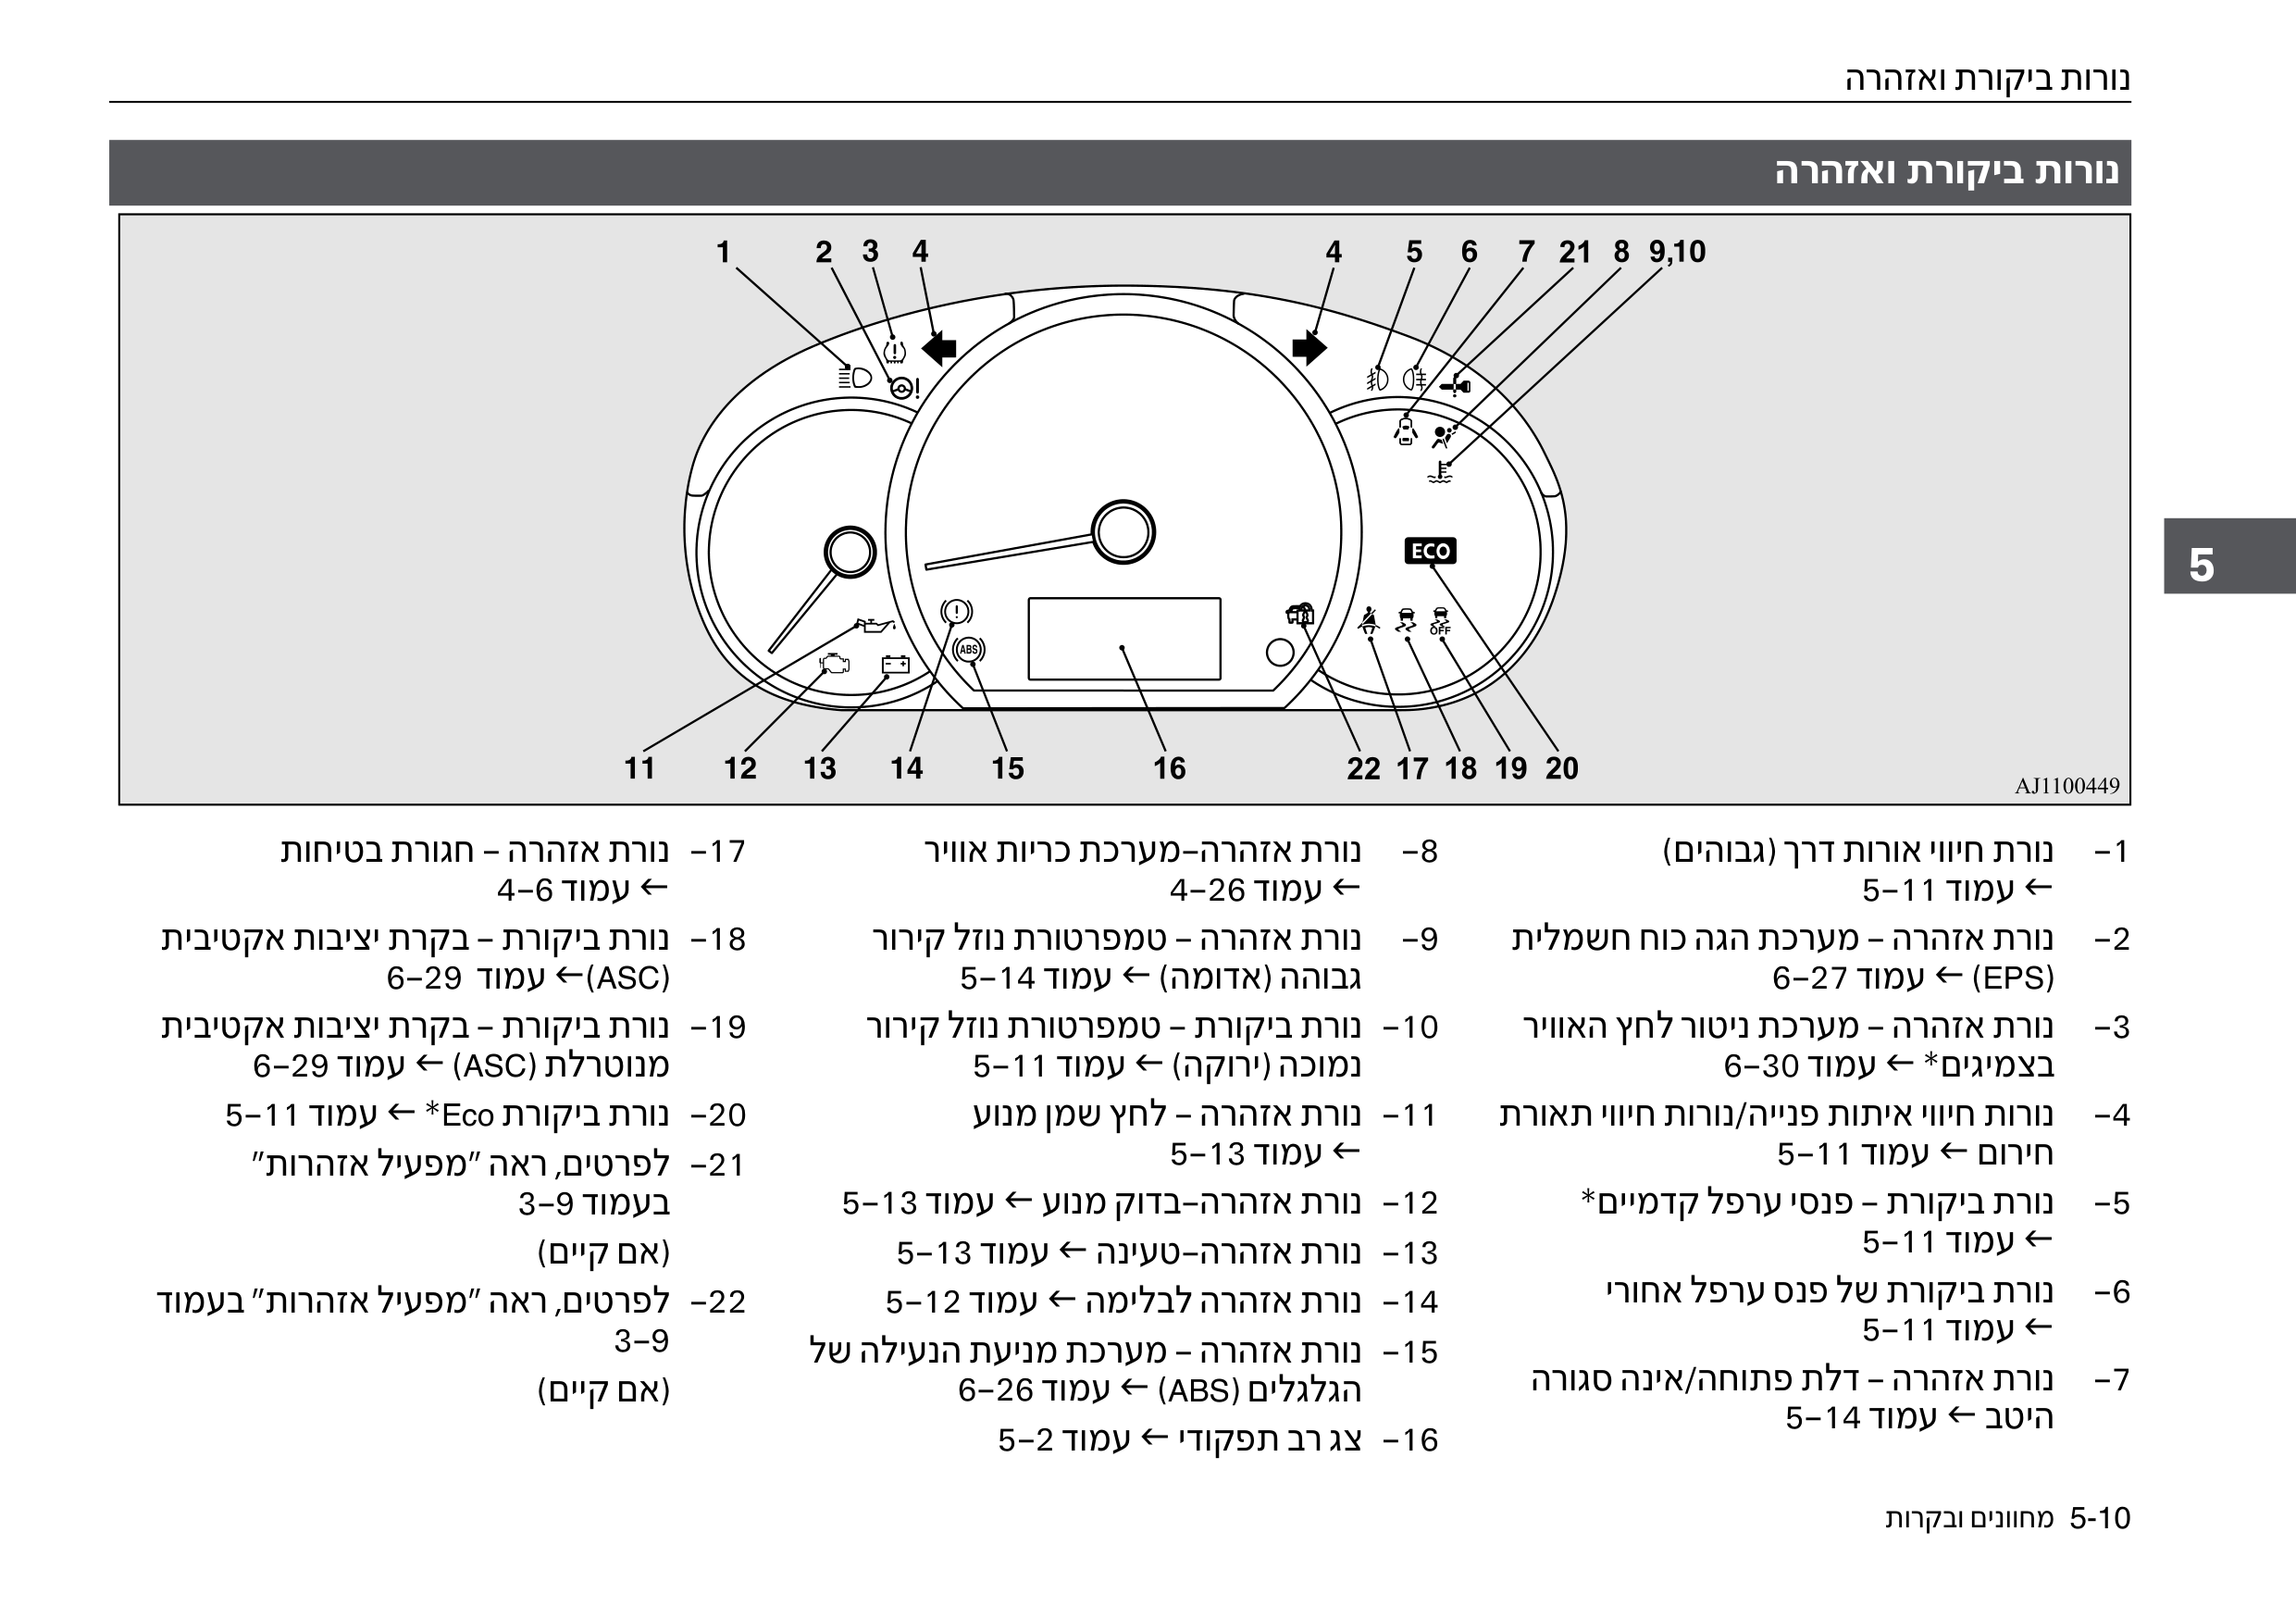 נורות ביקורת ואזהרה
נורות ביקורת ואזהרה
1 2 3 4 4 5 6 7 21 8 9,10
ECO
ABS
OFF
11 12 13 14 15 16 22 17 18 19 20
AJ1100449
5
1– נורת חיווי אורות דרך (גבוהים)
← עמוד 5–11
2– נורת אזהרה – מערכת הגה כוח חשמלית
(EPS) ← עמוד 6–27
3– נורת אזהרה – מערכת ניטור לחץ האוויר
בצמיגים* ← עמוד 6–30
4– נורות חיווי איתות פנייה/נורות חיווי תאורת
חירום ← עמוד 5–11
5– נורת ביקורת – פנסי ערפל קדמיים*
← עמוד 5–11
6– נורת ביקורת של פנס ערפל אחורי
← עמוד 5–11
7– נורת אזהרה – דלת פתוחה/אינה סגורה
היטב ← עמוד 5–14
8– נורת אזהרה–מערכת כריות אוויר
← עמוד 4–26
9– נורת אזהרה – טמפרטורת נוזל קירור
גבוהה (אדומה) ← עמוד 5–14
10– נורת ביקורת – טמפרטורת נוזל קירור
נמוכה (ירוקה) ← עמוד 5–11
11– נורת אזהרה – לחץ שמן מנוע
← עמוד 5–13
12– נורת אזהרה–בדוק מנוע ← עמוד 5–13
13– נורת אזהרה–טעינה ← עמוד 5–13
14– נורת אזהרה לבלימה ← עמוד 5–12
15– נורת אזהרה – מערכת מניעת הנעילה של
הגלגלים (ABS) ← עמוד 6–26
16– צג רב תפקודי ← עמוד 5–2
17– נורת אזהרה – חגורת בטיחות
← עמוד 4–6
18– נורת ביקורת – בקרת יציבות אקטיבית
(ASC)← עמוד 6–29
19– נורת ביקורת – בקרת יציבות אקטיבית
מנוטרלת (ASC) ← עמוד 6–29
20– נורת ביקורת Eco* ← עמוד 5–11
21– לפרטים, ראה "מפעיל אזהרות"
בעמוד 3–9
(אם קיים)
22– לפרטים, ראה "מפעיל אזהרות" בעמוד
3–9
(אם קיים)
5-10 מחוונים ובקרות